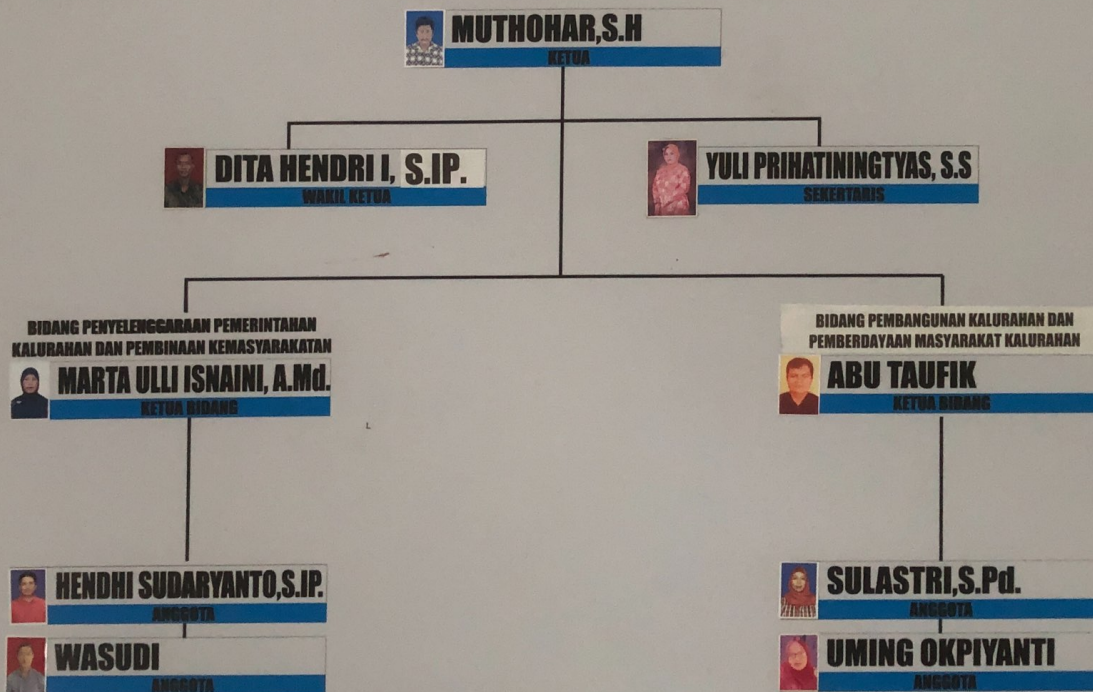 MUTHOHAR,S.H
KETUA
DITA HENDRI I, S.IP.
WAKIL KETUA
YULI PRIHATININGTYAS, S.S
SEKERTARIS
BIDANG PENYELENGGARAAN PEMERINTAHAN
KALURAHAN DAN PEMBINAAN KEMASYARAKATAN
MARTA ULLI ISNAINI, A.Md.
KETUA BIDANG
BIDANG PEMBANGUNAN KALURAHAN DAN
PEMBERDAYAAN MASYARAKAT KALURAHAN
ABU TAUFIK
KETUA BIDANG
HENDHI SUDARYANTO,S.IP.
ANGGOTA
WASUDI
ANGGOTA
SULASTRI,S.Pd.
ANGGOTA
UMING OKPIYANTI
ANGGOTA